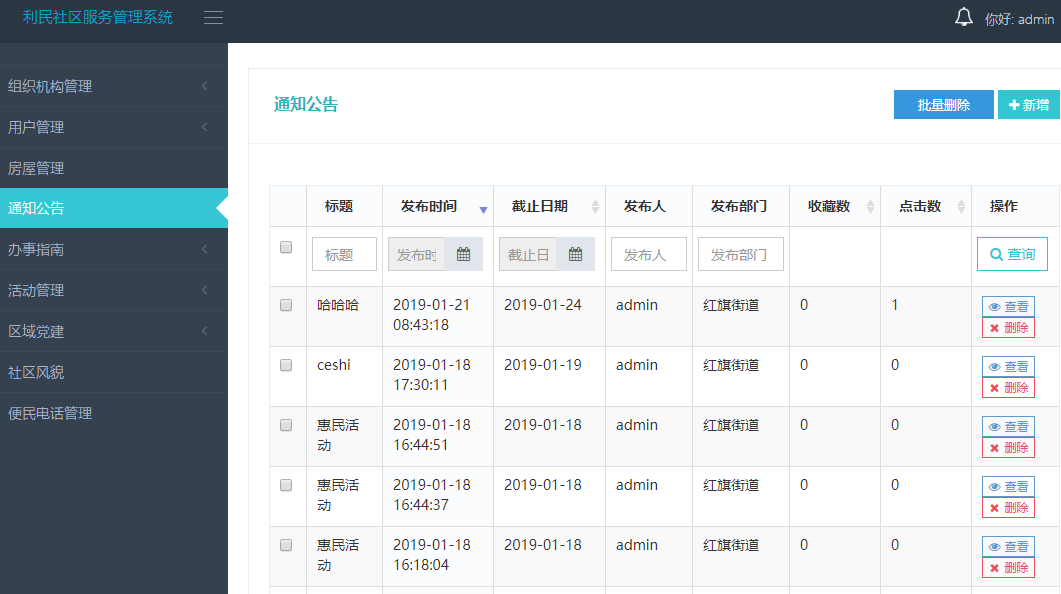 利民社区服务管理系统
你好: admin
组织机构管理
用户管理
房屋管理
通知公告
办事指南
活动管理
区域党建
社区风貌
便民电话管理
通知公告
批量删除 新增
标题 发布时间 截止日期 发布人 发布部门 收藏数 点击数 操作
标题 发布时 截止日 发布人 发布部门 查询
哈哈哈 2019-01-21 2019-01-24 admin 红旗街道 0 1 查看
08:43:18 删除
ceshi 2019-01-18 2019-01-19 admin 红旗街道 0 0 查看
17:30:11 删除
惠民活 2019-01-18 2019-01-18 admin 红旗街道 0 0 查看
动 16:44:51 删除
惠民活 2019-01-18 2019-01-18 admin 红旗街道 0 0 查看
动 16:44:37 删除
惠民活 2019-01-18 2019-01-18 admin 红旗街道 0 0 查看
动 16:18:04 删除